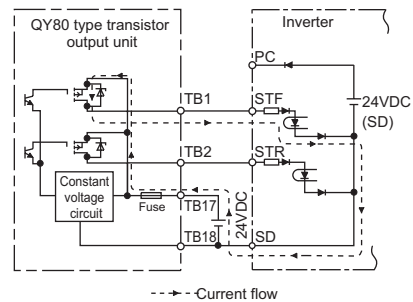 QY80 type transistor
output unit
Inverter
PC
TB1
STF
24VDC
(SD)
TB2
STR
Constant
voltage
circuit
Fuse
TB17
24VDC
TB18
SD
Current flow